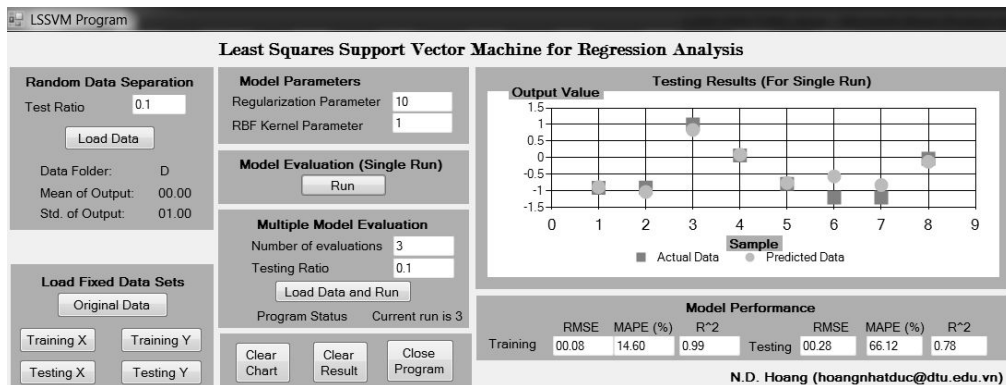 LSSVM Program
Least Squares Support Vector Machine for Regression Analysis
Random Data Separation
Test Ratio 0.1
Load Data
Data Folder: D
Mean of Output: 00.00
Std. of Output: 01.00
Load Fixed Data Sets
Original Data
Training X Training Y
Testing X Testing Y
Model Parameters
Regularization Parameter 10
RBF Kernel Parameter 1
Model Evaluation (Single Run)
Run
Multiple Model Evaluation
Number of evaluations 3
Testing Ratio 0.1
Load Data and Run
Program Status Current run is 3
Clear Chart
Clear Result
Close Program
Testing Results (For Single Run)
Output Value
1.5
1
0.5
0
-0.5
-1
-1.5
0 1 2 3 4 5 6 7 8 9
Sample
Actual Data Predicted Data
Model Performance
RMSE MAPE (%) R^2 RMSE MAPE (%) R^2
Training 00.08 14.60 0.99 Testing 00.28 66.12 0.78
N.D. Hoang (hoangnhatduc@dtu.edu.vn)